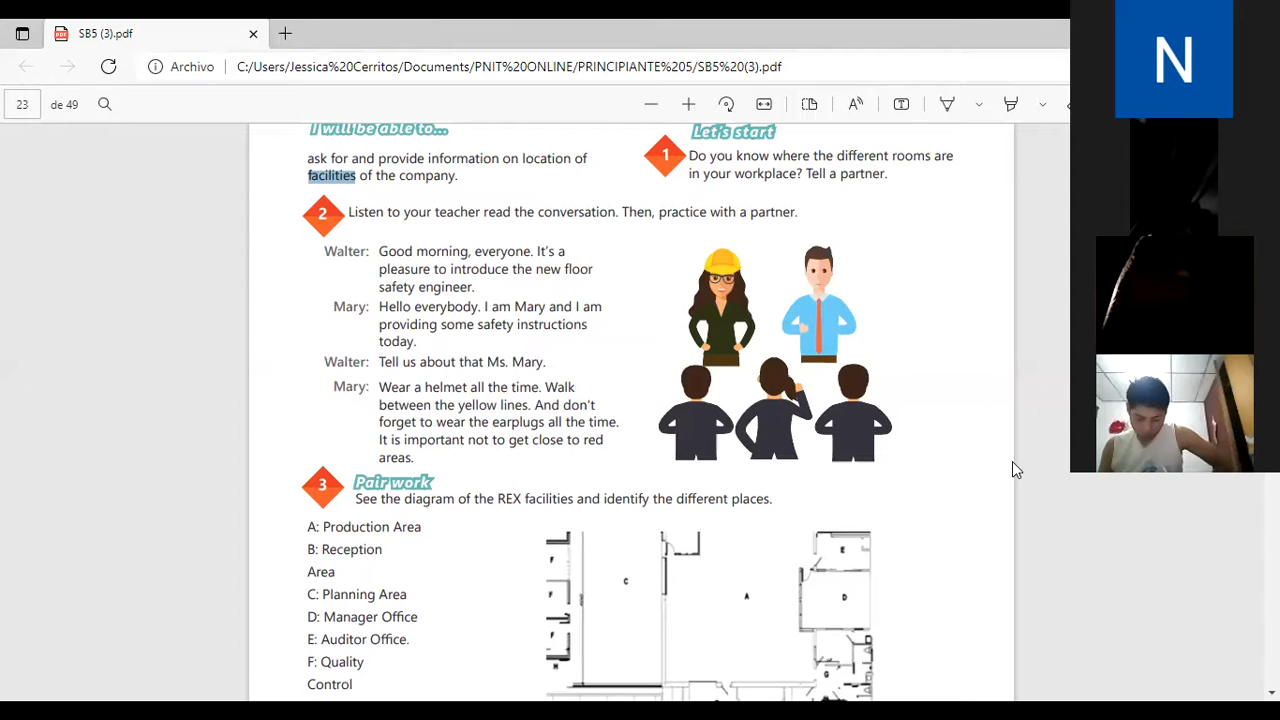 SB5 (3).pdf
Archivo
C:/Users/Jessica%20Cerritos/Documents/PNIT%20ONLINE/PRINCIPIANTE%205/SB5%20(3).pdf
23
de 49
N
I will be able to...
ask for and provide information on location of
facilities of the company.
Let's start
1
Do you know where the different rooms are
in your workplace? Tell a partner.
2
Listen to your teacher read the conversation. Then, practice with a partner.
Walter: Good morning, everyone. It's a
pleasure to introduce the new floor
safety engineer.
Mary: Hello everybody. I am Mary and I am
providing some safety instructions
today.
Walter: Tell us about that Ms. Mary.
Mary: Wear a helmet all the time. Walk
between the yellow lines. And don't
forget to wear the earplugs all the time.
It is important not to get close to red
areas.
3
Pair work
See the diagram of the REX facilities and identify the different places.
A: Production Area
B: Reception
Area
C: Planning Area
D: Manager Office
E: Auditor Office.
F: Quality
Control
F
F
F
H
C
A
E
D
G